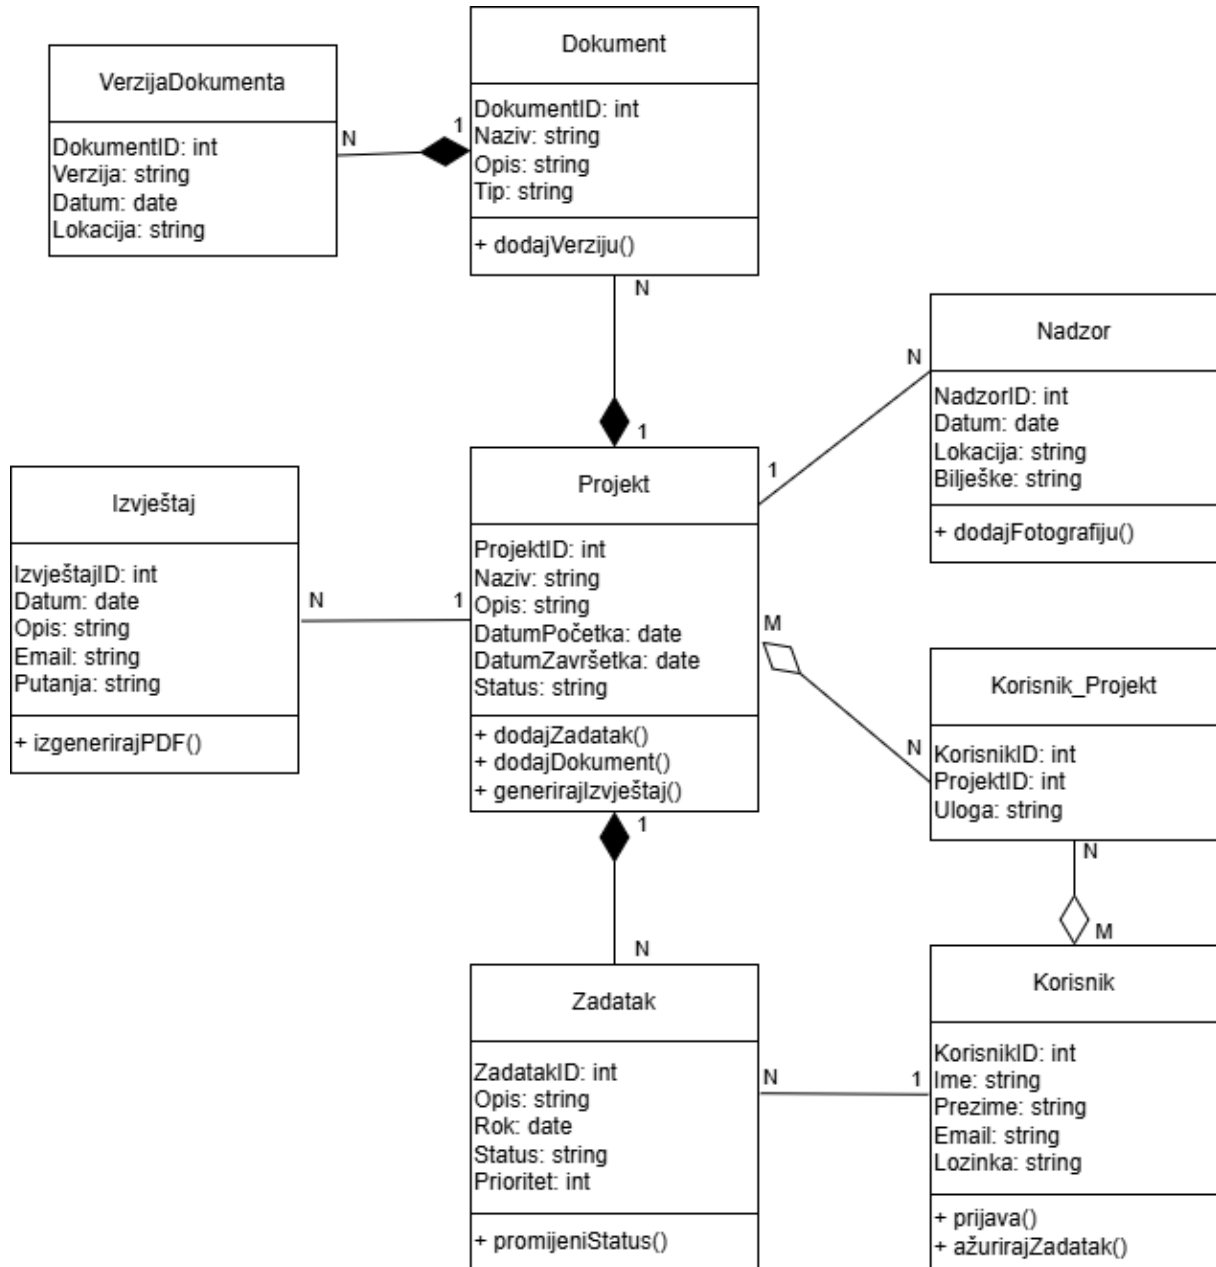 VerzijaDokumenta
DokumentID: int
Verzija: string
Datum: date
Lokacija: string
N
1
Dokument
DokumentID: int
Naziv: string
Opis: string
Tip: string
+ dodajVerziju()
N
1
Nadzor
NadzorID: int
Datum: date
Lokacija: string
Bilješke: string
+ dodajFotografiju()
N
1
Izvještaj
IzvještajID: int
Datum: date
Opis: string
Email: string
Putanja: string
+ izgenerirajPDF()
N
1
Projekt
ProjektID: int
Naziv: string
Opis: string
DatumPočetka: date
DatumZavršetka: date
Status: string
+ dodajZadatak()
+ dodajDokument()
+ generirajIzvještaj()
M
N
Korisnik_Projekt
KorisnikID: int
ProjektID: int
Uloga: string
N
M
1
N
Zadatak
ZadatakID: int
Opis: string
Rok: date
Status: string
Prioritet: int
+ promijeniStatus()
N
1
Korisnik
KorisnikID: int
Ime: string
Prezime: string
Email: string
Lozinka: string
+ prijava()
+ ažurirajZadatak()